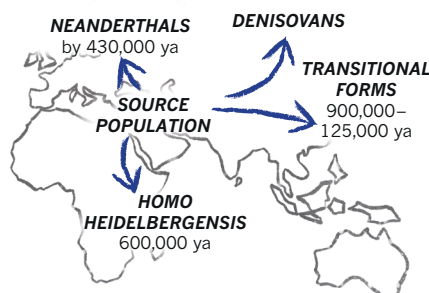 NEANDERTHALS
by 430,000 ya
DENISOVANS
TRANSITIONAL
FORMS
900,000–
125,000 ya
SOURCE
POPULATION
HOMO
HEIDELBERGENSIS
600,000 ya